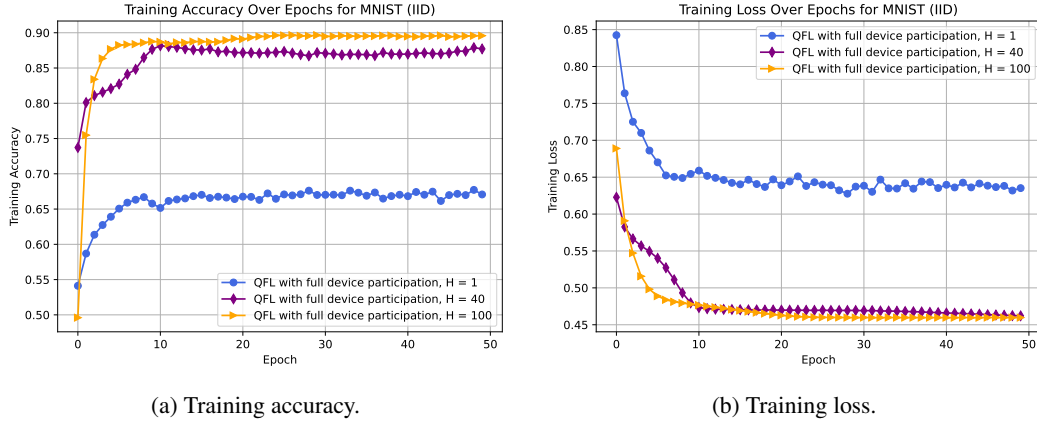 Training Accuracy Over Epochs for MNIST (IID)
0.90
0.85
0.80
0.75
0.70
0.65
0.60
0.55
0.50
Training Accuracy
QFL with full device participation, H = 1
QFL with full device participation, H = 40
QFL with full device participation, H = 100
0 10 20 30 40 50
Epoch
(a) Training accuracy.
Training Loss Over Epochs for MNIST (IID)
0.85
0.80
0.75
0.70
0.65
0.60
0.55
0.50
0.45
Training Loss
QFL with full device participation, H = 1
QFL with full device participation, H = 40
QFL with full device participation, H = 100
0 10 20 30 40 50
Epoch
(b) Training loss.